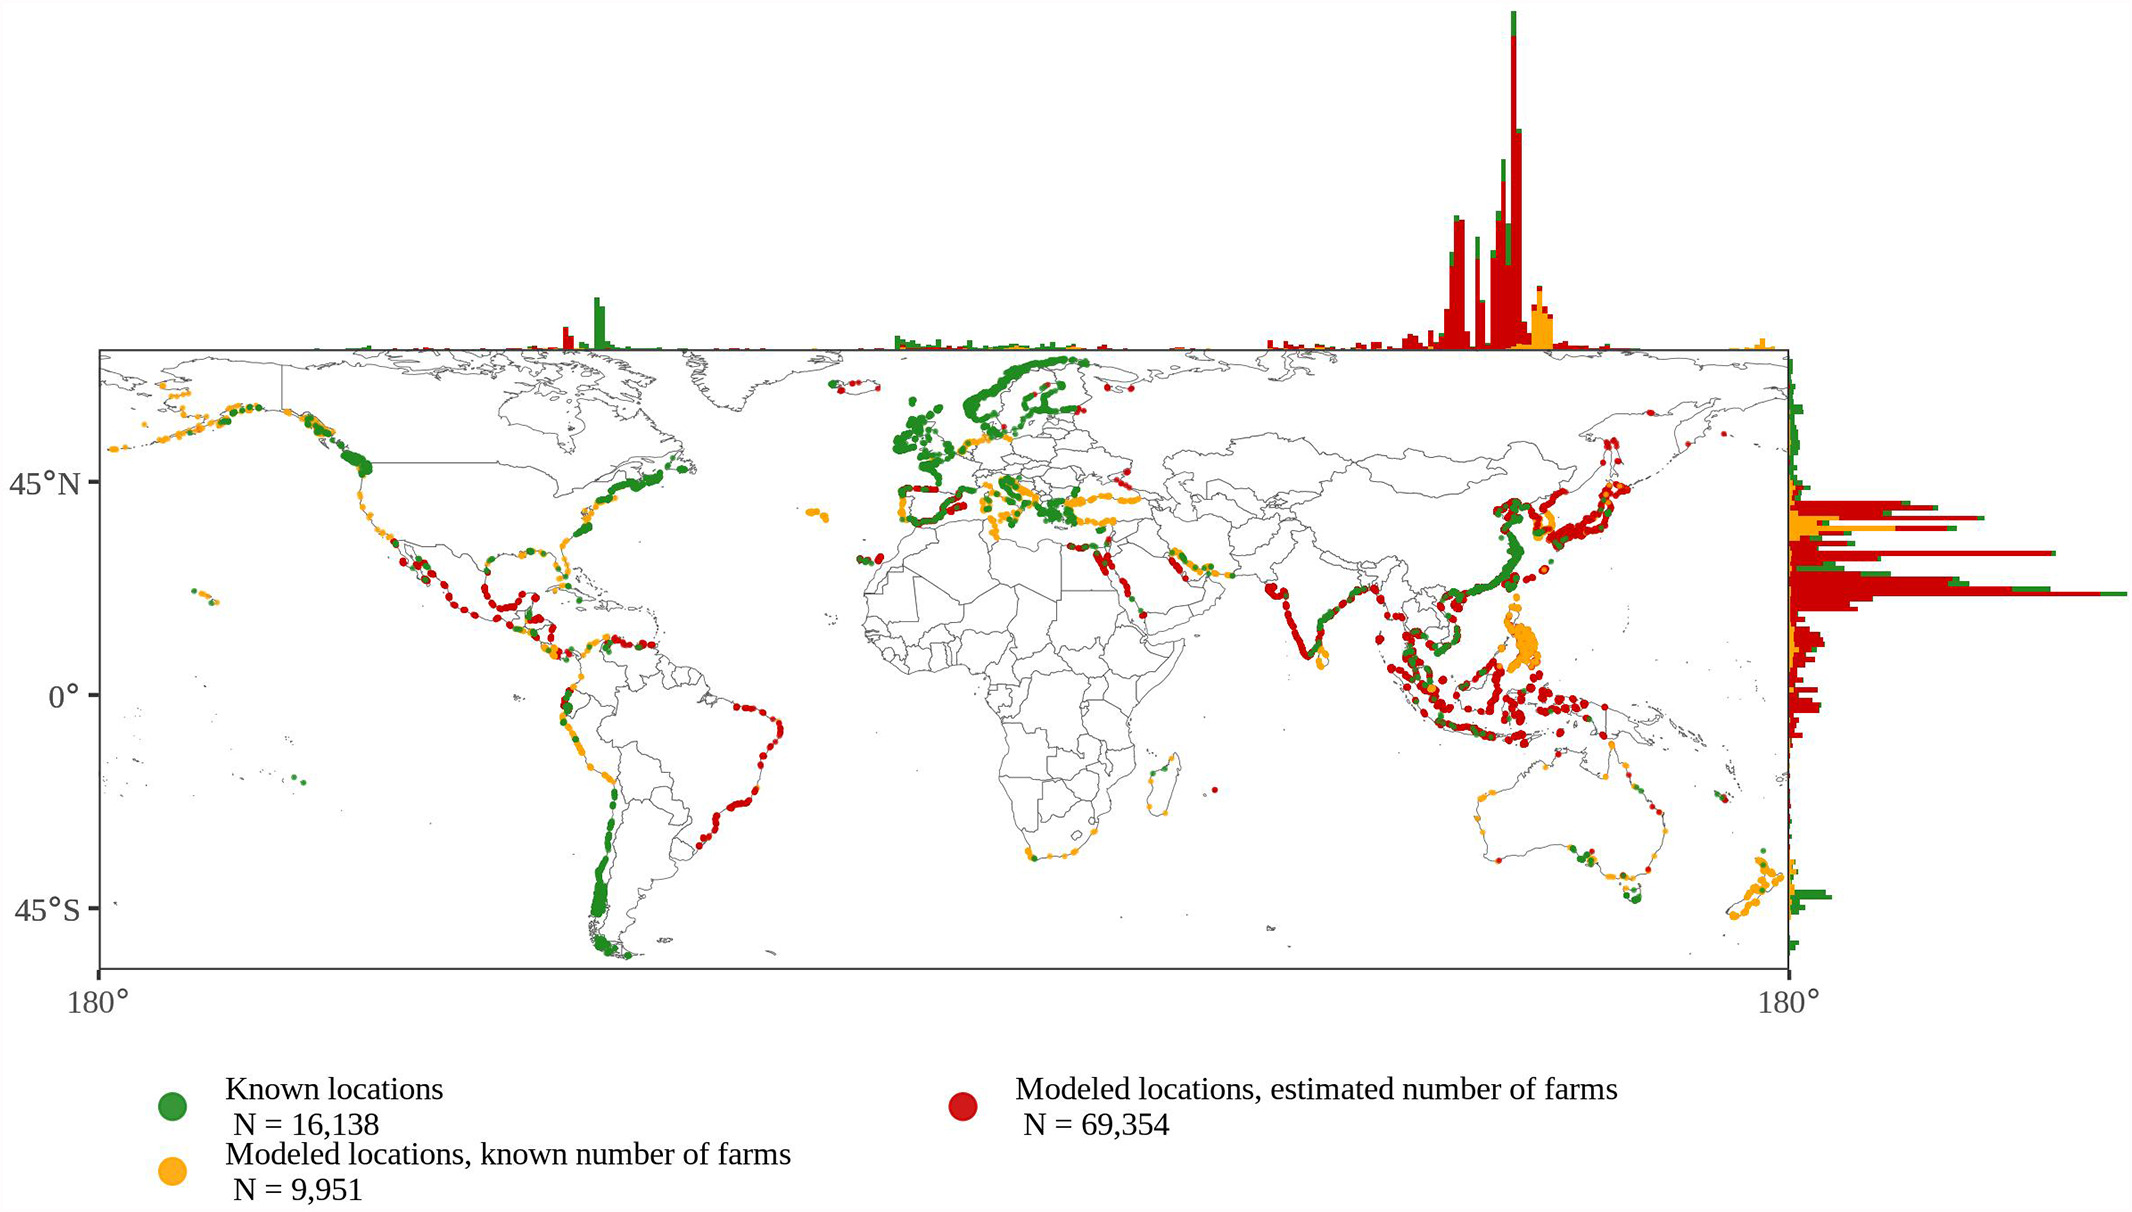 45°N
0°
45°S
180°
180°
Known locations
N = 16,138
Modeled locations, known number of farms
N = 9,951
Modeled locations, estimated number of farms
N = 69,354